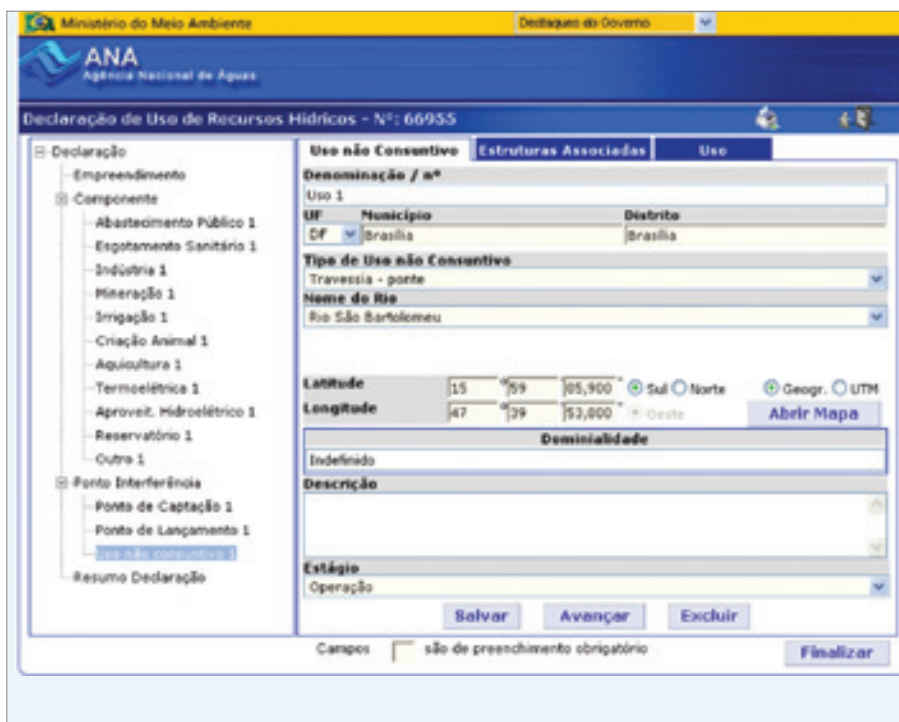 Ministério do Meio Ambiente
Destaques do Governo
ANA
Agência Nacional de Águas
Declaração de Uso de Recursos Hídricos - Nº: 66955
Declaração
Empreendimento
Componente
Abastecimento Público 1
Esgotamento Sanitário 1
Indústria 1
Mineração 1
Irrigação 1
Criação Animal 1
Aquicultura 1
Termoelétrica 1
Aproveit. Hidroelétrico 1
Reservatório 1
Outro 1
Ponto Interferência
Ponto de Captação 1
Ponto de Lançamento 1
Uso não consuntivo 1
Resumo Declaração
Uso não Consuntivo Estruturas Associadas Uso
Denominação / nº
Uso 1
UF Município Distrito
DF Brasília Brasília
Tipo de Uso não Consuntivo
Travessia - ponte
Nome do Rio
Rio São Bartolomeu
Latitude 15 º 59 ' 05,900 " Sul Norte Geogr. UTM
Longitude 47 º 39 ' 53,800 " Oeste Abrir Mapa
Dominialidade
Indefinido
Descrição
Estágio
Operação
Salvar Avançar Excluir
Campos são de preenchimento obrigatório
Finalizar